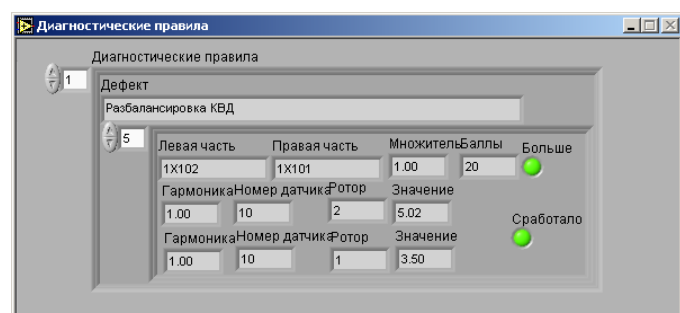 Диагностические правила
Диагностические правила
1
Дефект
Разбалансировка КВД
5
Левая часть Правая часть Множитель Баллы Больше
1X102 1X101 1.00 20
Гармоника Номер датчика Ротор Значение
1.00 10 2 5.02
Сработало
Гармоника Номер датчика Ротор Значение
1.00 10 1 3.50